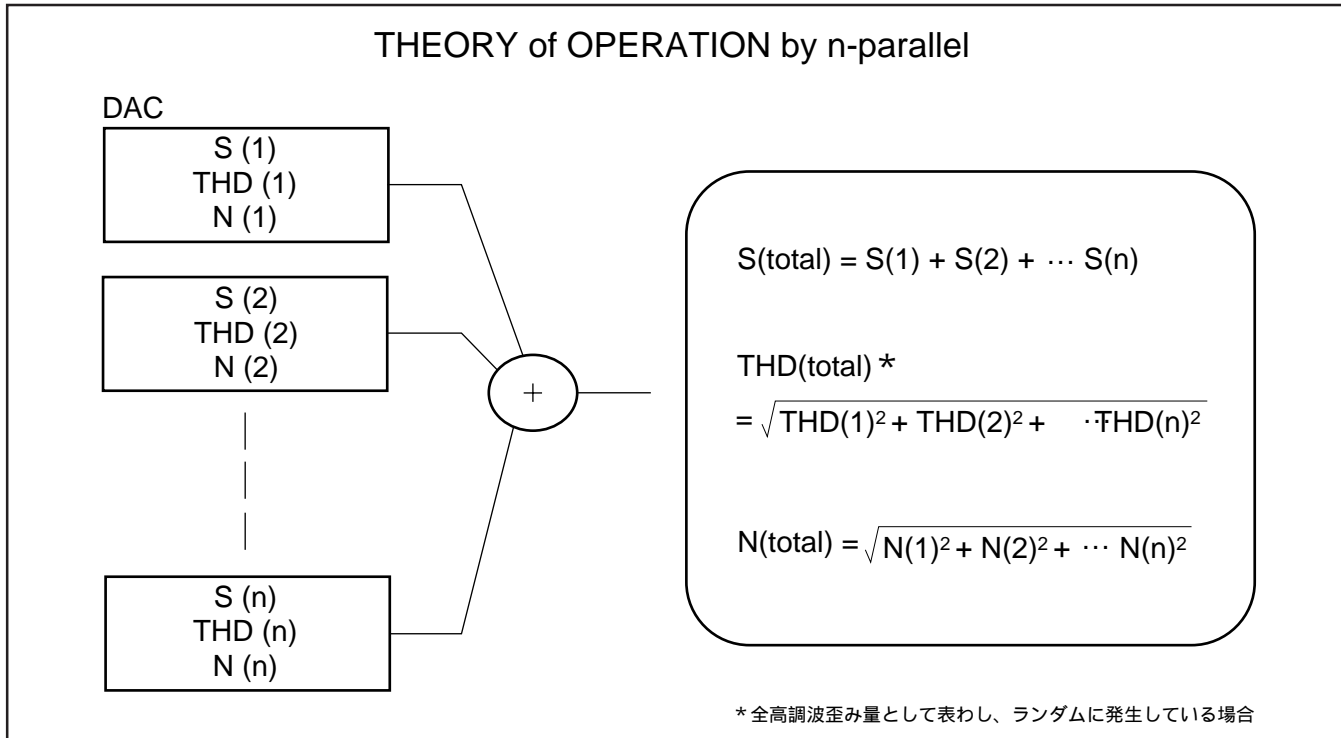 THEORY of OPERATION by n-parallel
DAC
S (1)
THD (1)
N (1)
S (2)
THD (2)
N (2)
S (n)
THD (n)
N (n)
+
S(total) = S(1) + S(2) + ··· S(n)
THD(total) *
= √THD(1)² + THD(2)² + ··· THD(n)²
N(total) = √N(1)² + N(2)² + ··· N(n)²
* 全高調波歪み量として表わし、ランダムに発生している場合